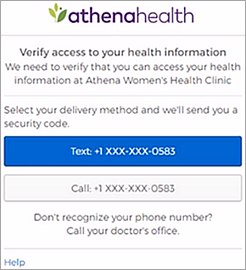 athenahealth
Verify access to your health information
We need to verify that you can access your health
information at Athena Women's Health Clinic
Select your delivery method and we'll send you a
security code.
Text: +1 XXX-XXX-0583
Call: +1 XXX-XXX-0583
Don't recognize your phone number?
Call your doctor's office.
Help